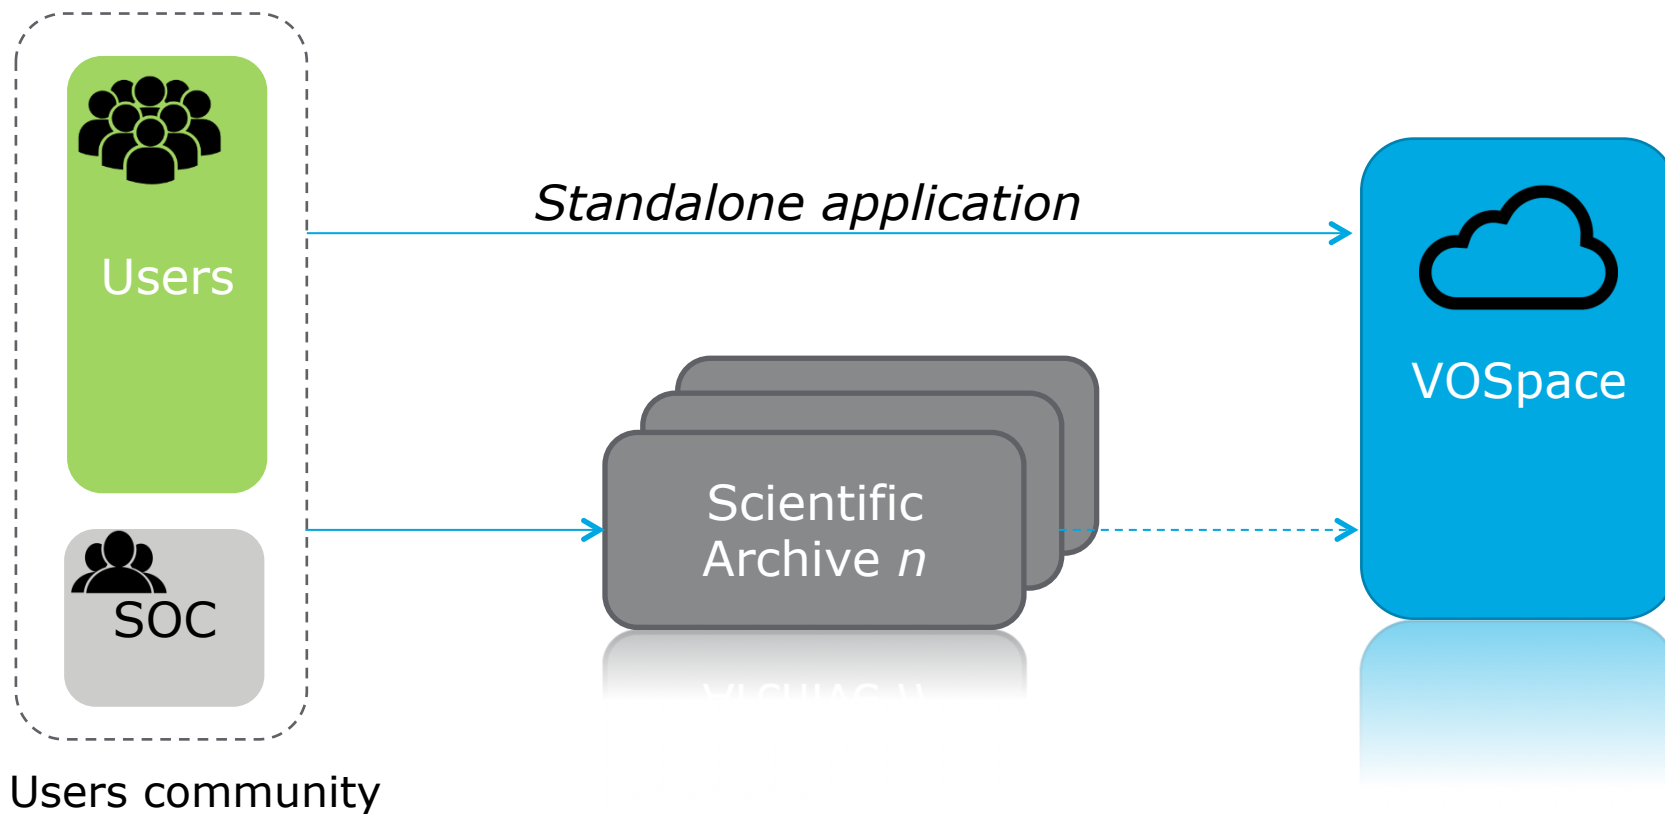 Users
Standalone application
VOSpace
Scientific
Archive n
SOC
Users community